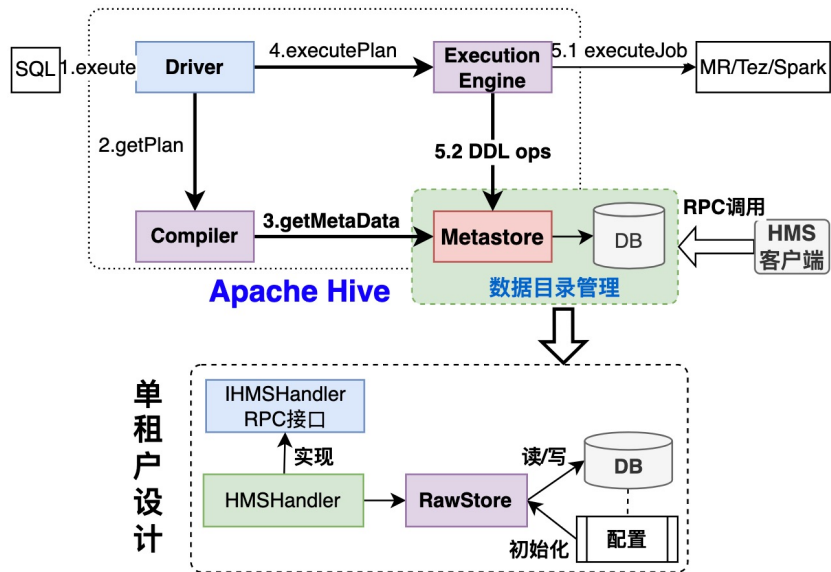 SQL
1.exeute
Driver
4.executePlan
Execution
Engine
5.1 executeJob
MR/Tez/Spark
2.getPlan
5.2 DDL ops
Compiler
3.getMetaData
Metastore
DB
RPC调用
HMS
客户端
Apache Hive
数据目录管理
单租户设计
IHMSHandler
RPC接口
实现
HMSHandler
RawStore
读/写
DB
初始化
配置